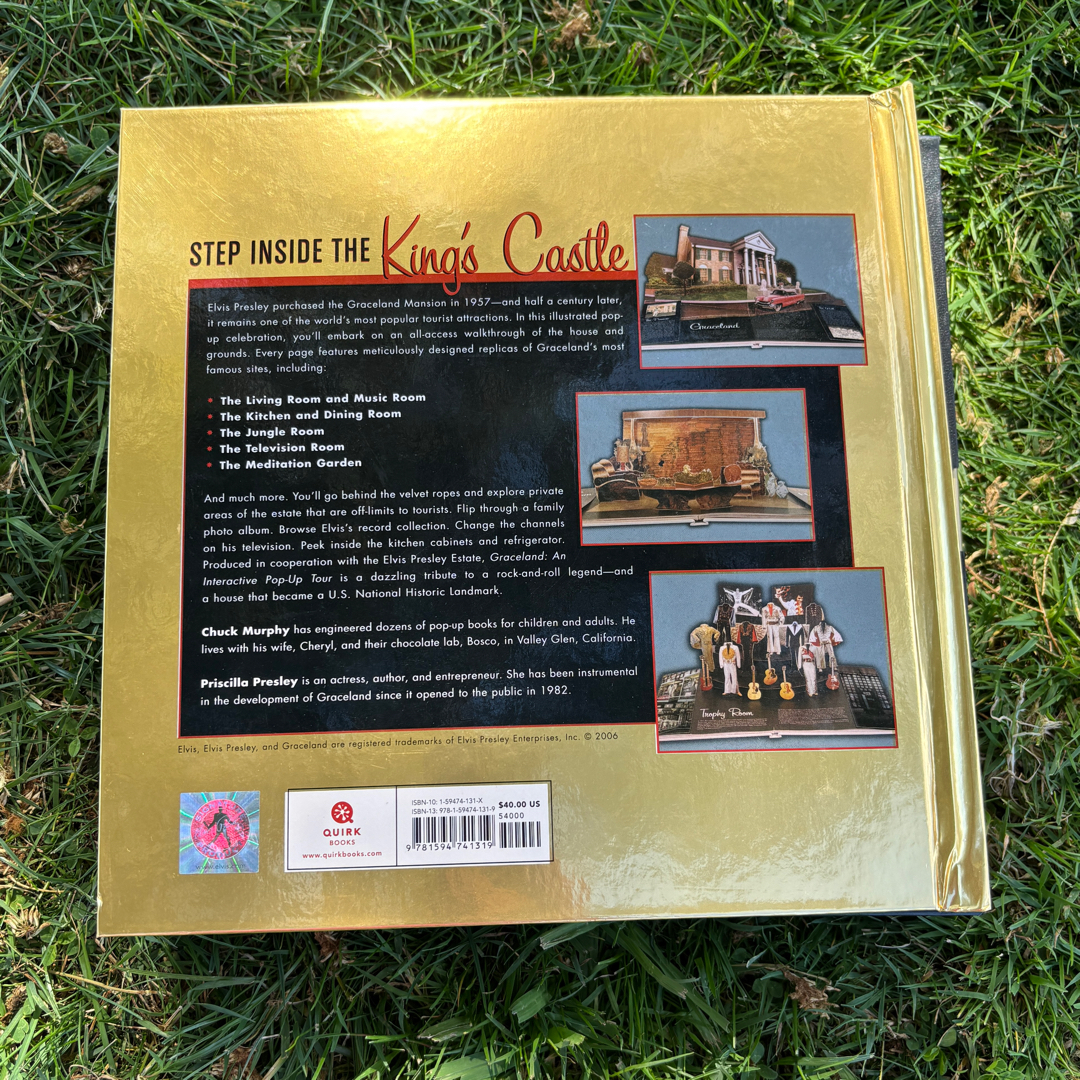 STEP INSIDE THE King's Castle
Elvis Presley purchased the Graceland Mansion in 1957—and half a century later,
it remains one of the world's most popular tourist attractions. In this illustrated pop-
up celebration, you'll embark on an all-access walkthrough of the house and
grounds. Every page features meticulously designed replicas of Graceland's most
famous sites, including:
• The Living Room and Music Room
• The Kitchen and Dining Room
• The Jungle Room
• The Television Room
• The Meditation Garden
And much more. You'll go behind the velvet ropes and explore private
areas of the estate that are off-limits to tourists. Flip through a family
photo album. Browse Elvis's record collection. Change the channels
on his television. Peek inside the kitchen cabinets and refrigerator.
Produced in cooperation with the Elvis Presley Estate, Graceland: An
Interactive Pop-Up Tour is a dazzling tribute to a rock-and-roll legend—and
a house that became a U.S. National Historic Landmark.
Chuck Murphy has engineered dozens of pop-up books for children and adults. He
lives with his wife, Cheryl, and their chocolate lab, Bosco, in Valley Glen, California.
Priscilla Presley is an actress, author, and entrepreneur. She has been instrumental
in the development of Graceland since it opened to the public in 1982.
Elvis, Elvis Presley, and Graceland are registered trademarks of Elvis Presley Enterprises, Inc. © 2006
Graceland
Trophy Room
QUIRK
BOOKS
www.quirkbooks.com
ISBN-10: 1-59474-131-X
ISBN-13: 978-1-59474-131-9
$40.00 US
54000
9 781594 741319